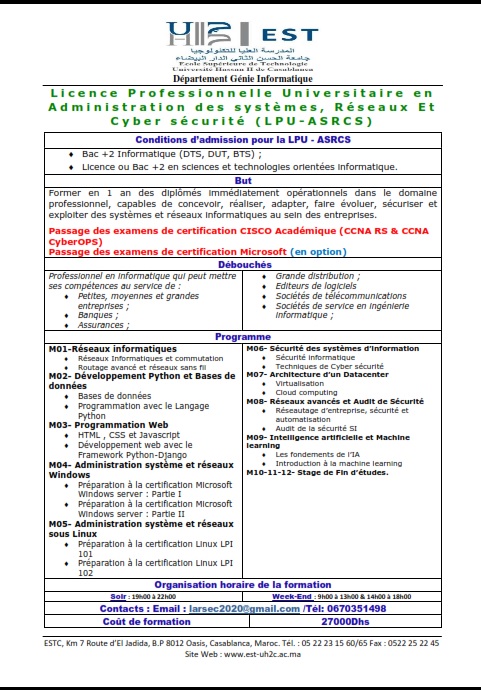 UH2C EST
المدرسة العليا للتكنولوجيا
جامعة الحسن الثاني الدار البيضاء
Ecole Supérieure de Technologie
Université Hassan II de Casablanca
Département Génie Informatique
Licence Professionnelle Universitaire en
Administration des systèmes, Réseaux Et
Cyber sécurité (LPU-ASRCS)
Conditions d'admission pour la LPU - ASRCS
♦ Bac +2 Informatique (DTS, DUT, BTS) ;
♦ Licence ou Bac +2 en sciences et technologies orientées informatique.
But
Former en 1 an des diplômés immédiatement opérationnels dans le domaine
professionnel, capables de concevoir, réaliser, adapter, faire évoluer, sécuriser et
exploiter des systèmes et réseaux informatiques au sein des entreprises.
Passage des examens de certification CISCO Académique (CCNA RS & CCNA
CyberOPS)
Passage des examens de certification Microsoft (en option)
Débouchés
Professionnel en informatique qui peut mettre
ses compétences au service de :
♦ Petites, moyennes et grandes
entreprises ;
♦ Banques ;
♦ Assurances ;
♦ Grande distribution ;
♦ Editeurs de logiciels
♦ Sociétés de télécommunications
♦ Sociétés de service en ingénierie
informatique ;
Programme
M01-Réseaux informatiques
♦ Réseaux Informatiques et commutation
♦ Routage avancé et réseaux sans fil
M02- Développement Python et Bases de
données
♦ Bases de données
♦ Programmation avec le Langage
Python
M03- Programmation Web
♦ HTML , CSS et Javascript
♦ Développement web avec le
Framework Python-Django
M04- Administration système et réseaux
Windows
♦ Préparation à la certification Microsoft
Windows server : Partie I
♦ Préparation à la certification Microsoft
Windows server : Partie II
M05- Administration système et réseaux
sous Linux
♦ Préparation à la certification Linux LPI
101
♦ Préparation à la certification Linux LPI
102
M06- Sécurité des systèmes d'information
♦ Sécurité informatique
♦ Techniques de Cyber sécurité
M07- Architecture d'un Datacenter
♦ Virtualisation
♦ Cloud computing
M08- Réseaux avancés et Audit de Sécurité
♦ Réseautage d'entreprise, sécurité et
automatisation
♦ Audit de la sécurité SI
M09- Intelligence artificielle et Machine
learning
♦ Les fondements de l'IA
♦ Introduction à la machine learning
M10-11-12- Stage de Fin d'études.
Organisation horaire de la formation
Soir : 19h00 à 22h00
Week-End : 9h00 à 13h00 & 14h00 à 18h00
Contacts : Email : larsec2020@gmail.com /Tél: 0670351498
Coût de formation 27000Dhs
ESTC, Km 7 Route d'El Jadida, B.P 8012 Oasis, Casablanca, Maroc. Tél. : 05 22 23 15 60/65 Fax : 0522 25 22 45
Site Web : www.est-uh2c.ac.ma